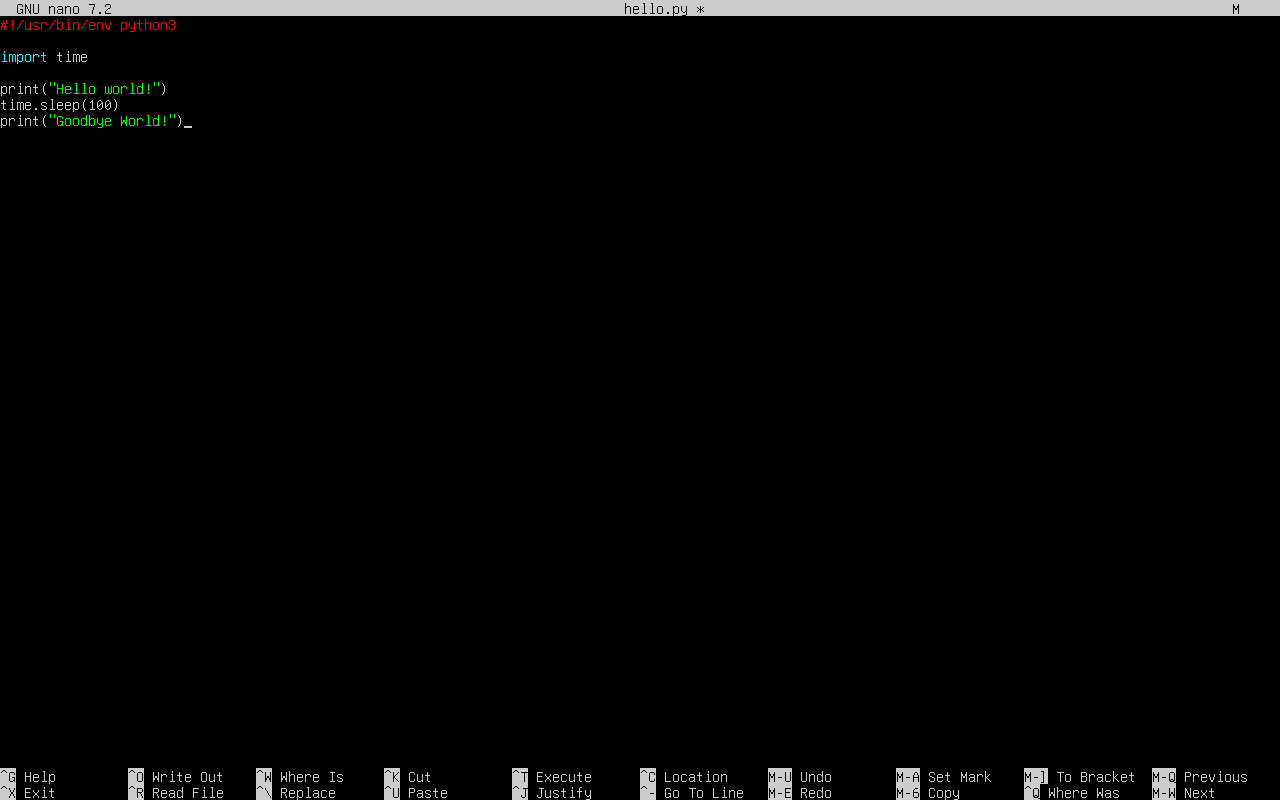 GNU nano 7.2 hello.py * M
#!/usr/bin/env python3
import time
print("Hello world!")
time.sleep(100)
print("Goodbye World!")_
^G Help ^O Write Out ^W Where Is ^K Cut ^T Execute ^C Location M-U Undo M-A Set Mark M-] To Bracket M-Q Previous
^X Exit ^R Read File ^\ Replace ^U Paste ^J Justify ^- Go To Line M-E Redo M-6 Copy ^Q Where Was M-W Next